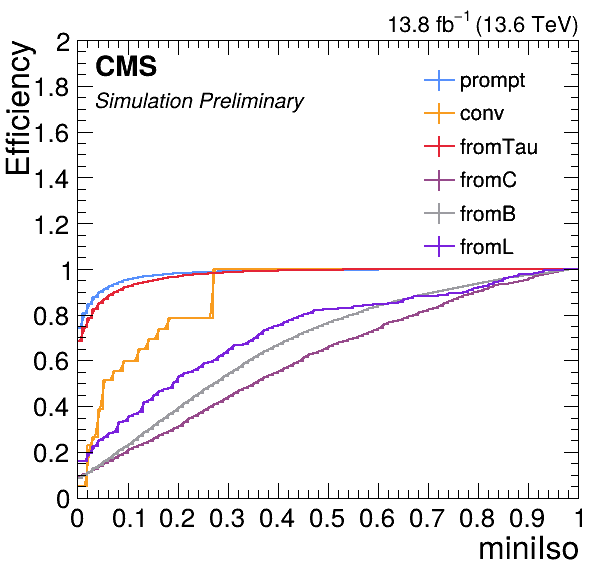 13.8 fb⁻¹ (13.6 TeV)
CMS
Simulation Preliminary
prompt
conv
fromTau
fromC
fromB
fromL
Efficiency
2
1.8
1.6
1.4
1.2
1
0.8
0.6
0.4
0.2
0
0 0.1 0.2 0.3 0.4 0.5 0.6 0.7 0.8 0.9 1
miniIso